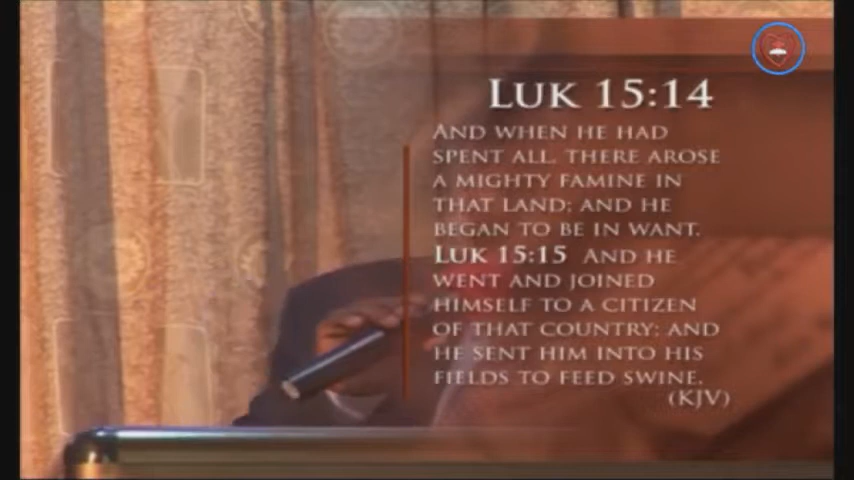 LUK 15:14
AND WHEN HE HAD
SPENT ALL, THERE AROSE
A MIGHTY FAMINE IN
THAT LAND; AND HE
BEGAN TO BE IN WANT.
LUK 15:15 AND HE
WENT AND JOINED
HIMSELF TO A CITIZEN
OF THAT COUNTRY; AND
HE SENT HIM INTO HIS
FIELDS TO FEED SWINE.
(KJV)